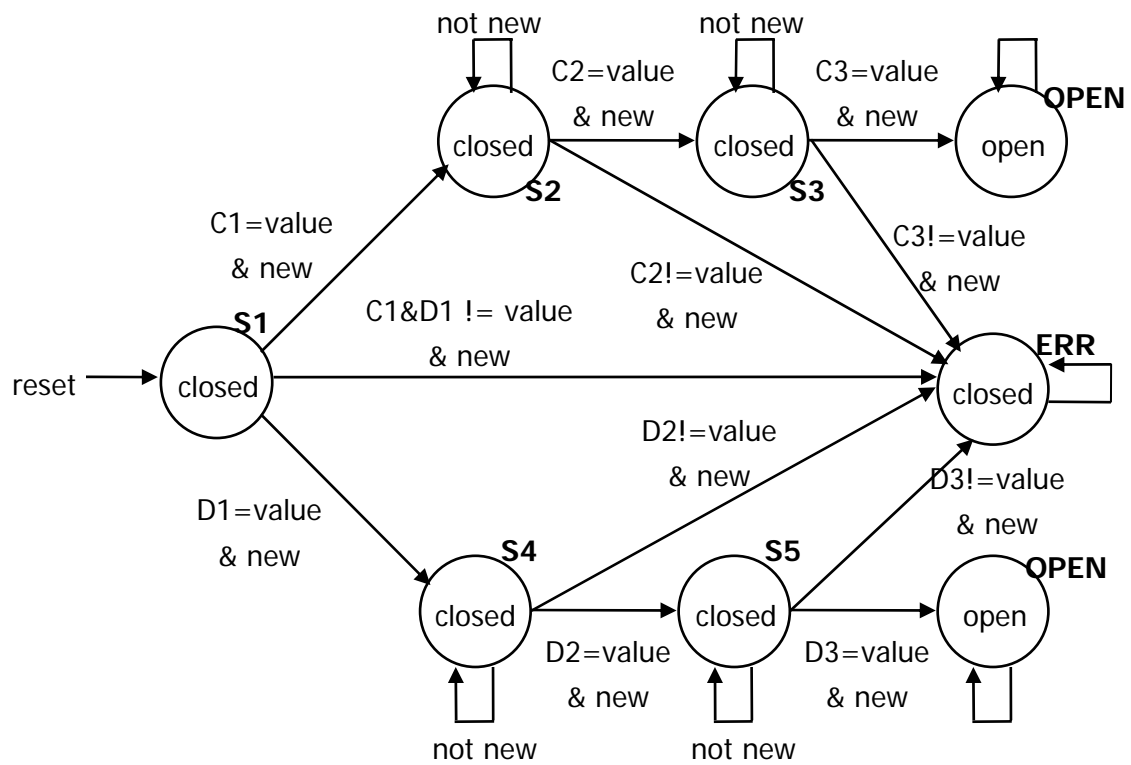 not new
not new
C2=value
& new
C3=value
& new
OPEN
closed
closed
open
S2
S3
C1=value
& new
C3!=value
& new
C2!=value
& new
C1&D1 != value
& new
S1
ERR
reset
closed
closed
D2!=value
& new
D3!=value
& new
D1=value
& new
S4
S5
OPEN
closed
closed
open
D2=value
& new
D3=value
& new
not new
not new